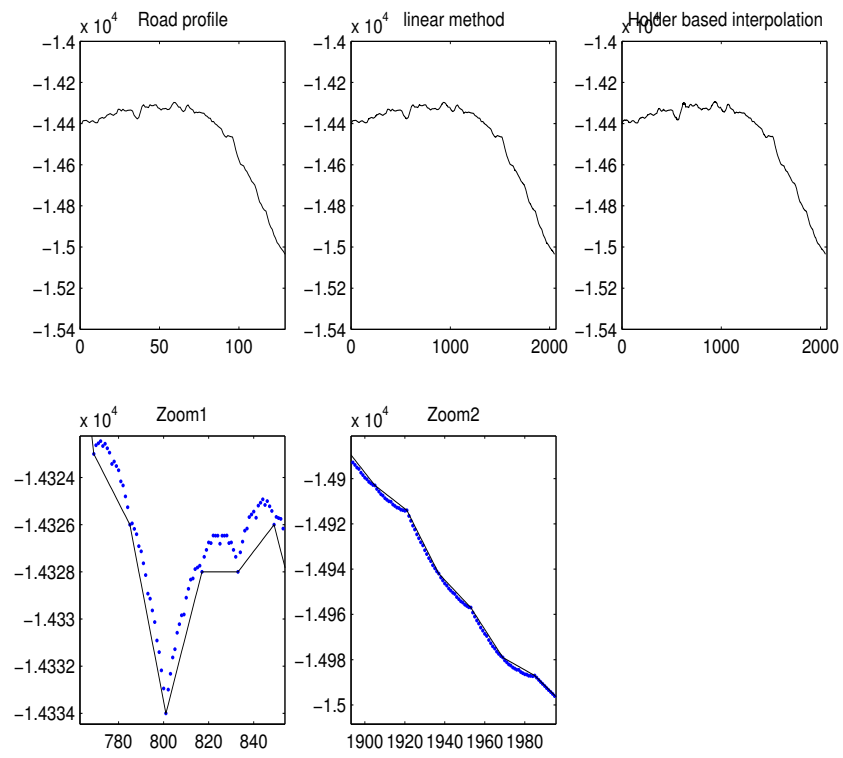 Road profile
x 10^4
−1.4
−1.42
−1.44
−1.46
−1.48
−1.5
−1.52
−1.54
0 50 100
linear method
x 10^4
−1.4
−1.42
−1.44
−1.46
−1.48
−1.5
−1.52
−1.54
0 1000 2000
Holder based interpolation
x 10^4
−1.4
−1.42
−1.44
−1.46
−1.48
−1.5
−1.52
−1.54
0 1000 2000
Zoom1
x 10^4
−1.4324
−1.4326
−1.4328
−1.433
−1.4332
−1.4334
780 800 820 840
Zoom2
x 10^4
−1.49
−1.492
−1.494
−1.496
−1.498
−1.5
1900 1920 1940 1960 1980